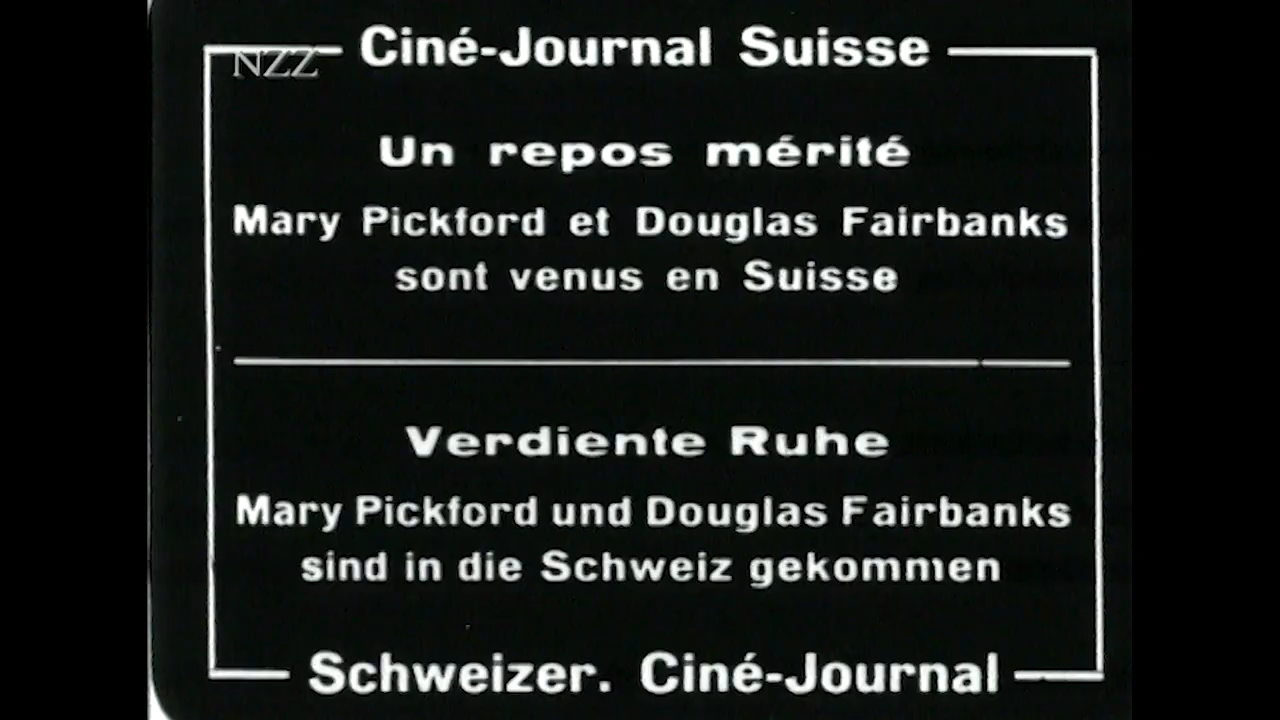 Ciné-Journal Suisse
NZZ
Un repos mérité
Mary Pickford et Douglas Fairbanks
sont venus en Suisse
Verdiente Ruhe
Mary Pickford und Douglas Fairbanks
sind in die Schweiz gekommen
Schweizer. Ciné-Journal